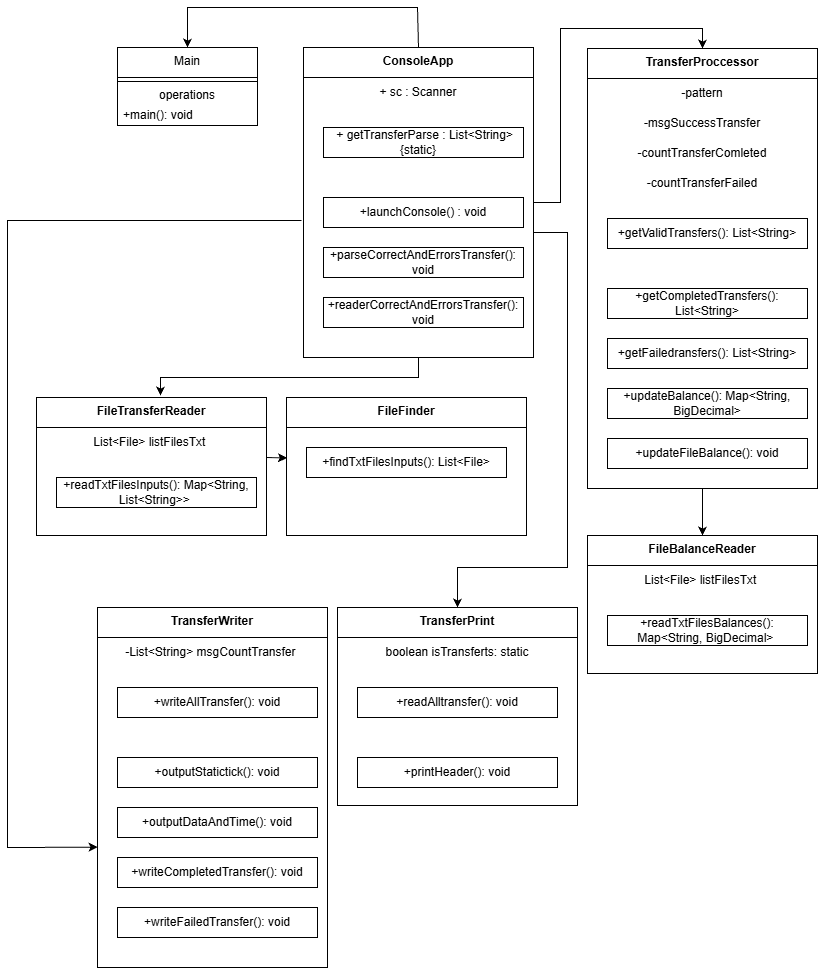 Main
operations
+main(): void
ConsoleApp
+ sc : Scanner
+ getTransferParse : List<String>
{static}
+launchConsole() : void
+parseCorrectAndErrorsTransfer():
void
+readerCorrectAndErrorsTransfer():
void
TransferProccessor
-pattern
-msgSuccessTransfer
-countTransferComleted
-countTransferFailed
+getValidTransfers(): List<String>
+getCompletedTransfers():
List<String>
+getFailedransfers(): List<String>
+updateBalance(): Map<String,
BigDecimal>
+updateFileBalance(): void
FileTransferReader
List<File> listFilesTxt
+readTxtFilesInputs(): Map<String,
List<String>>
FileFinder
+findTxtFilesInputs(): List<File>
FileBalanceReader
List<File> listFilesTxt
+readTxtFilesBalances():
Map<String, BigDecimal>
TransferWriter
-List<String> msgCountTransfer
+writeAllTransfer(): void
+outputStatictick(): void
+outputDataAndTime(): void
+writeCompletedTransfer(): void
+writeFailedTransfer(): void
TransferPrint
boolean isTransferts: static
+readAlltransfer(): void
+printHeader(): void